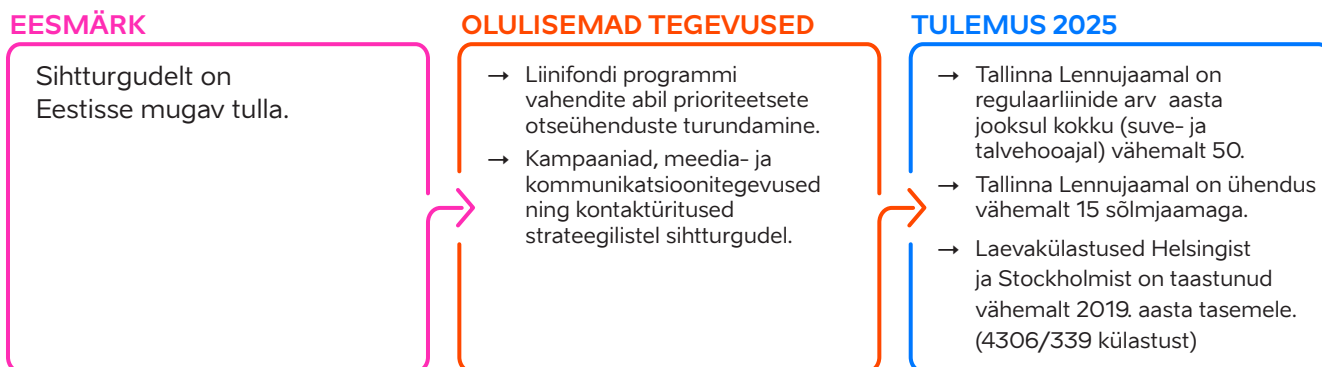 EESMÄRK
Sihtturgudelt on
Eestisse mugav tulla.
OLULISEMAD TEGEVUSED
→ Liinifondi programmi
vahendite abil prioriteetsete
otseühenduste turundamine.
→ Kampaaniad, meedia- ja
kommunikatsioonitegevused
ning kontaktüritused
strateegilistel sihtturgudel.
TULEMUS 2025
→ Tallinna Lennujaamal on
regulaarliinide arv aasta
jooksul kokku (suve- ja
talvehooajal) vähemalt 50.
→ Tallinna Lennujaamal on ühendus
vähemalt 15 sõlmjaamaga.
→ Laevakülastused Helsingist
ja Stockholmist on taastunud
vähemalt 2019. aasta tasemele.
(4306/339 külastust)